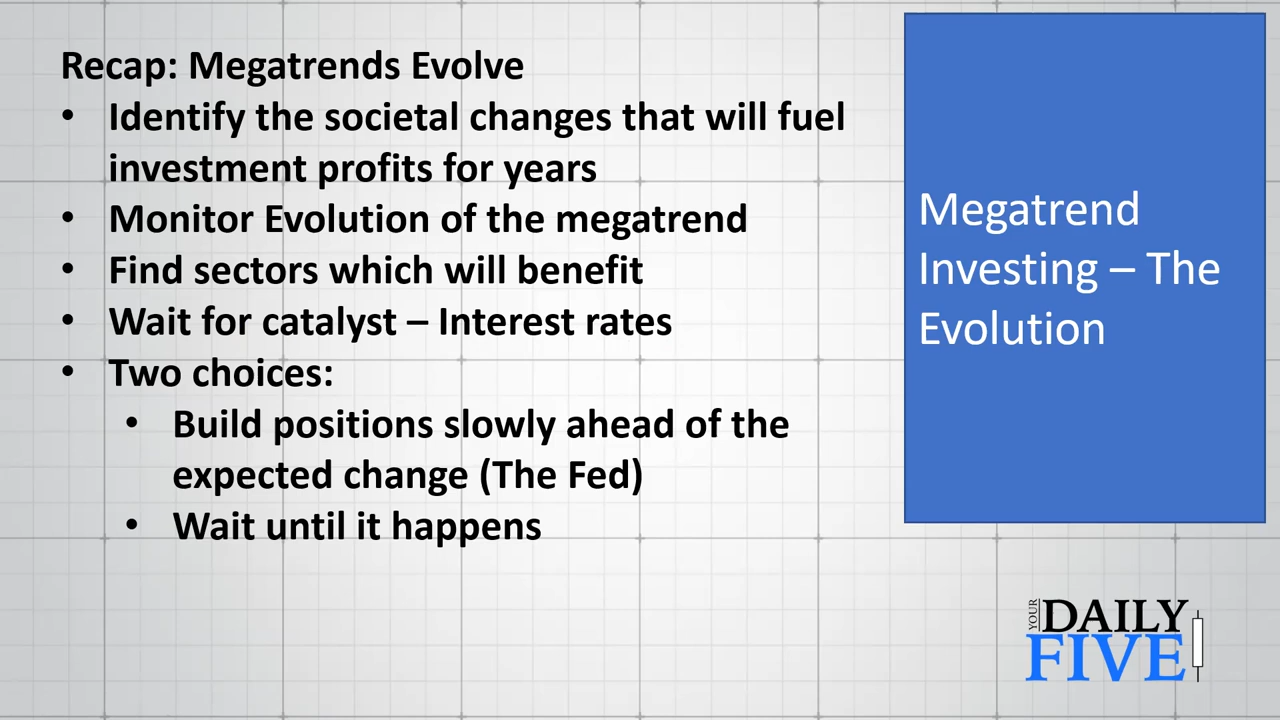 Recap: Megatrends Evolve
• Identify the societal changes that will fuel
investment profits for years
• Monitor Evolution of the megatrend
• Find sectors which will benefit
• Wait for catalyst – Interest rates
• Two choices:
• Build positions slowly ahead of the
expected change (The Fed)
• Wait until it happens
Megatrend
Investing – The
Evolution
YOUR
DAILY
FIVE